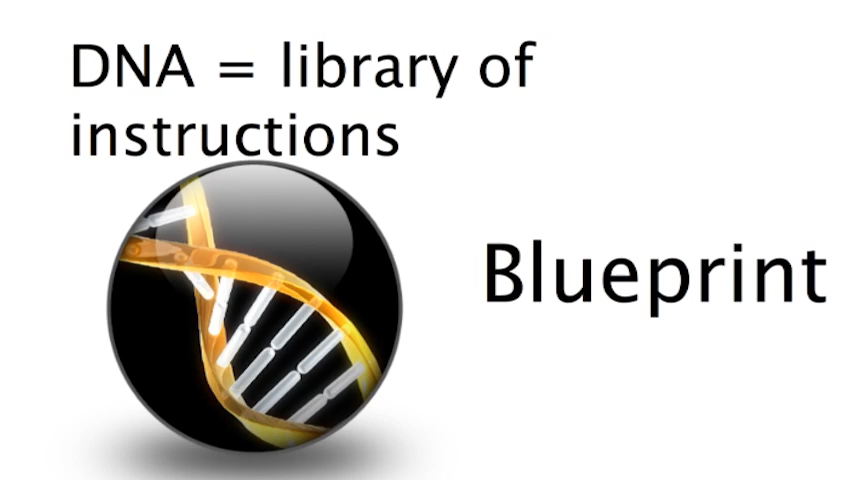 DNA = library of
instructions
Blueprint